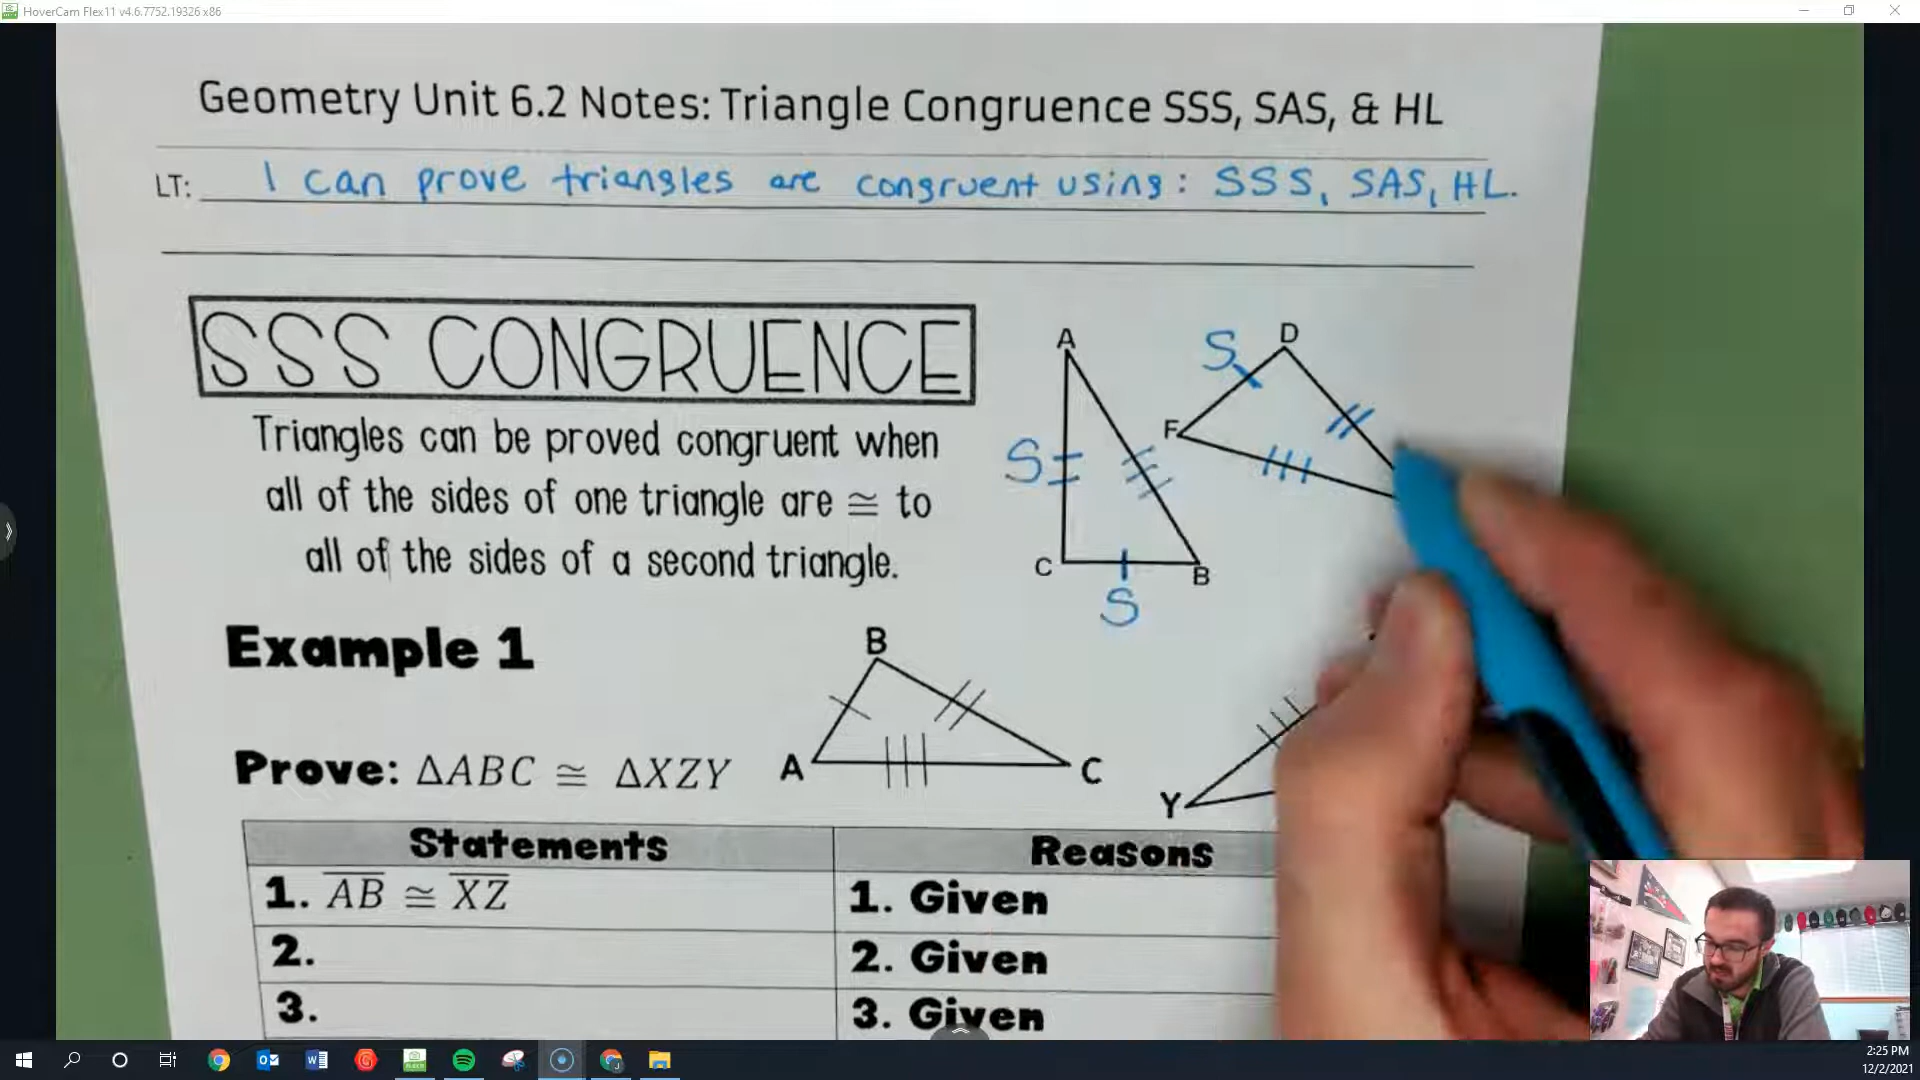 HoverCam Flex11 v4.6.7752.19326 x86
Geometry Unit 6.2 Notes: Triangle Congruence SSS, SAS, & HL
LT: I can prove triangles are congruent using: SSS, SAS, HL.
SSS CONGRUENCE
Triangles can be proved congruent when
all of the sides of one triangle are ≅ to
all of the sides of a second triangle.
A
S
C
B
S
S
D
F
Example 1
Prove: ΔABC ≅ ΔXZY
B
A
C
Y
Statements
Reasons
1. A̅B̅ ≅ X̅Z̅
1. Given
2.
2. Given
3.
3. Given
2:25 PM
12/2/2021